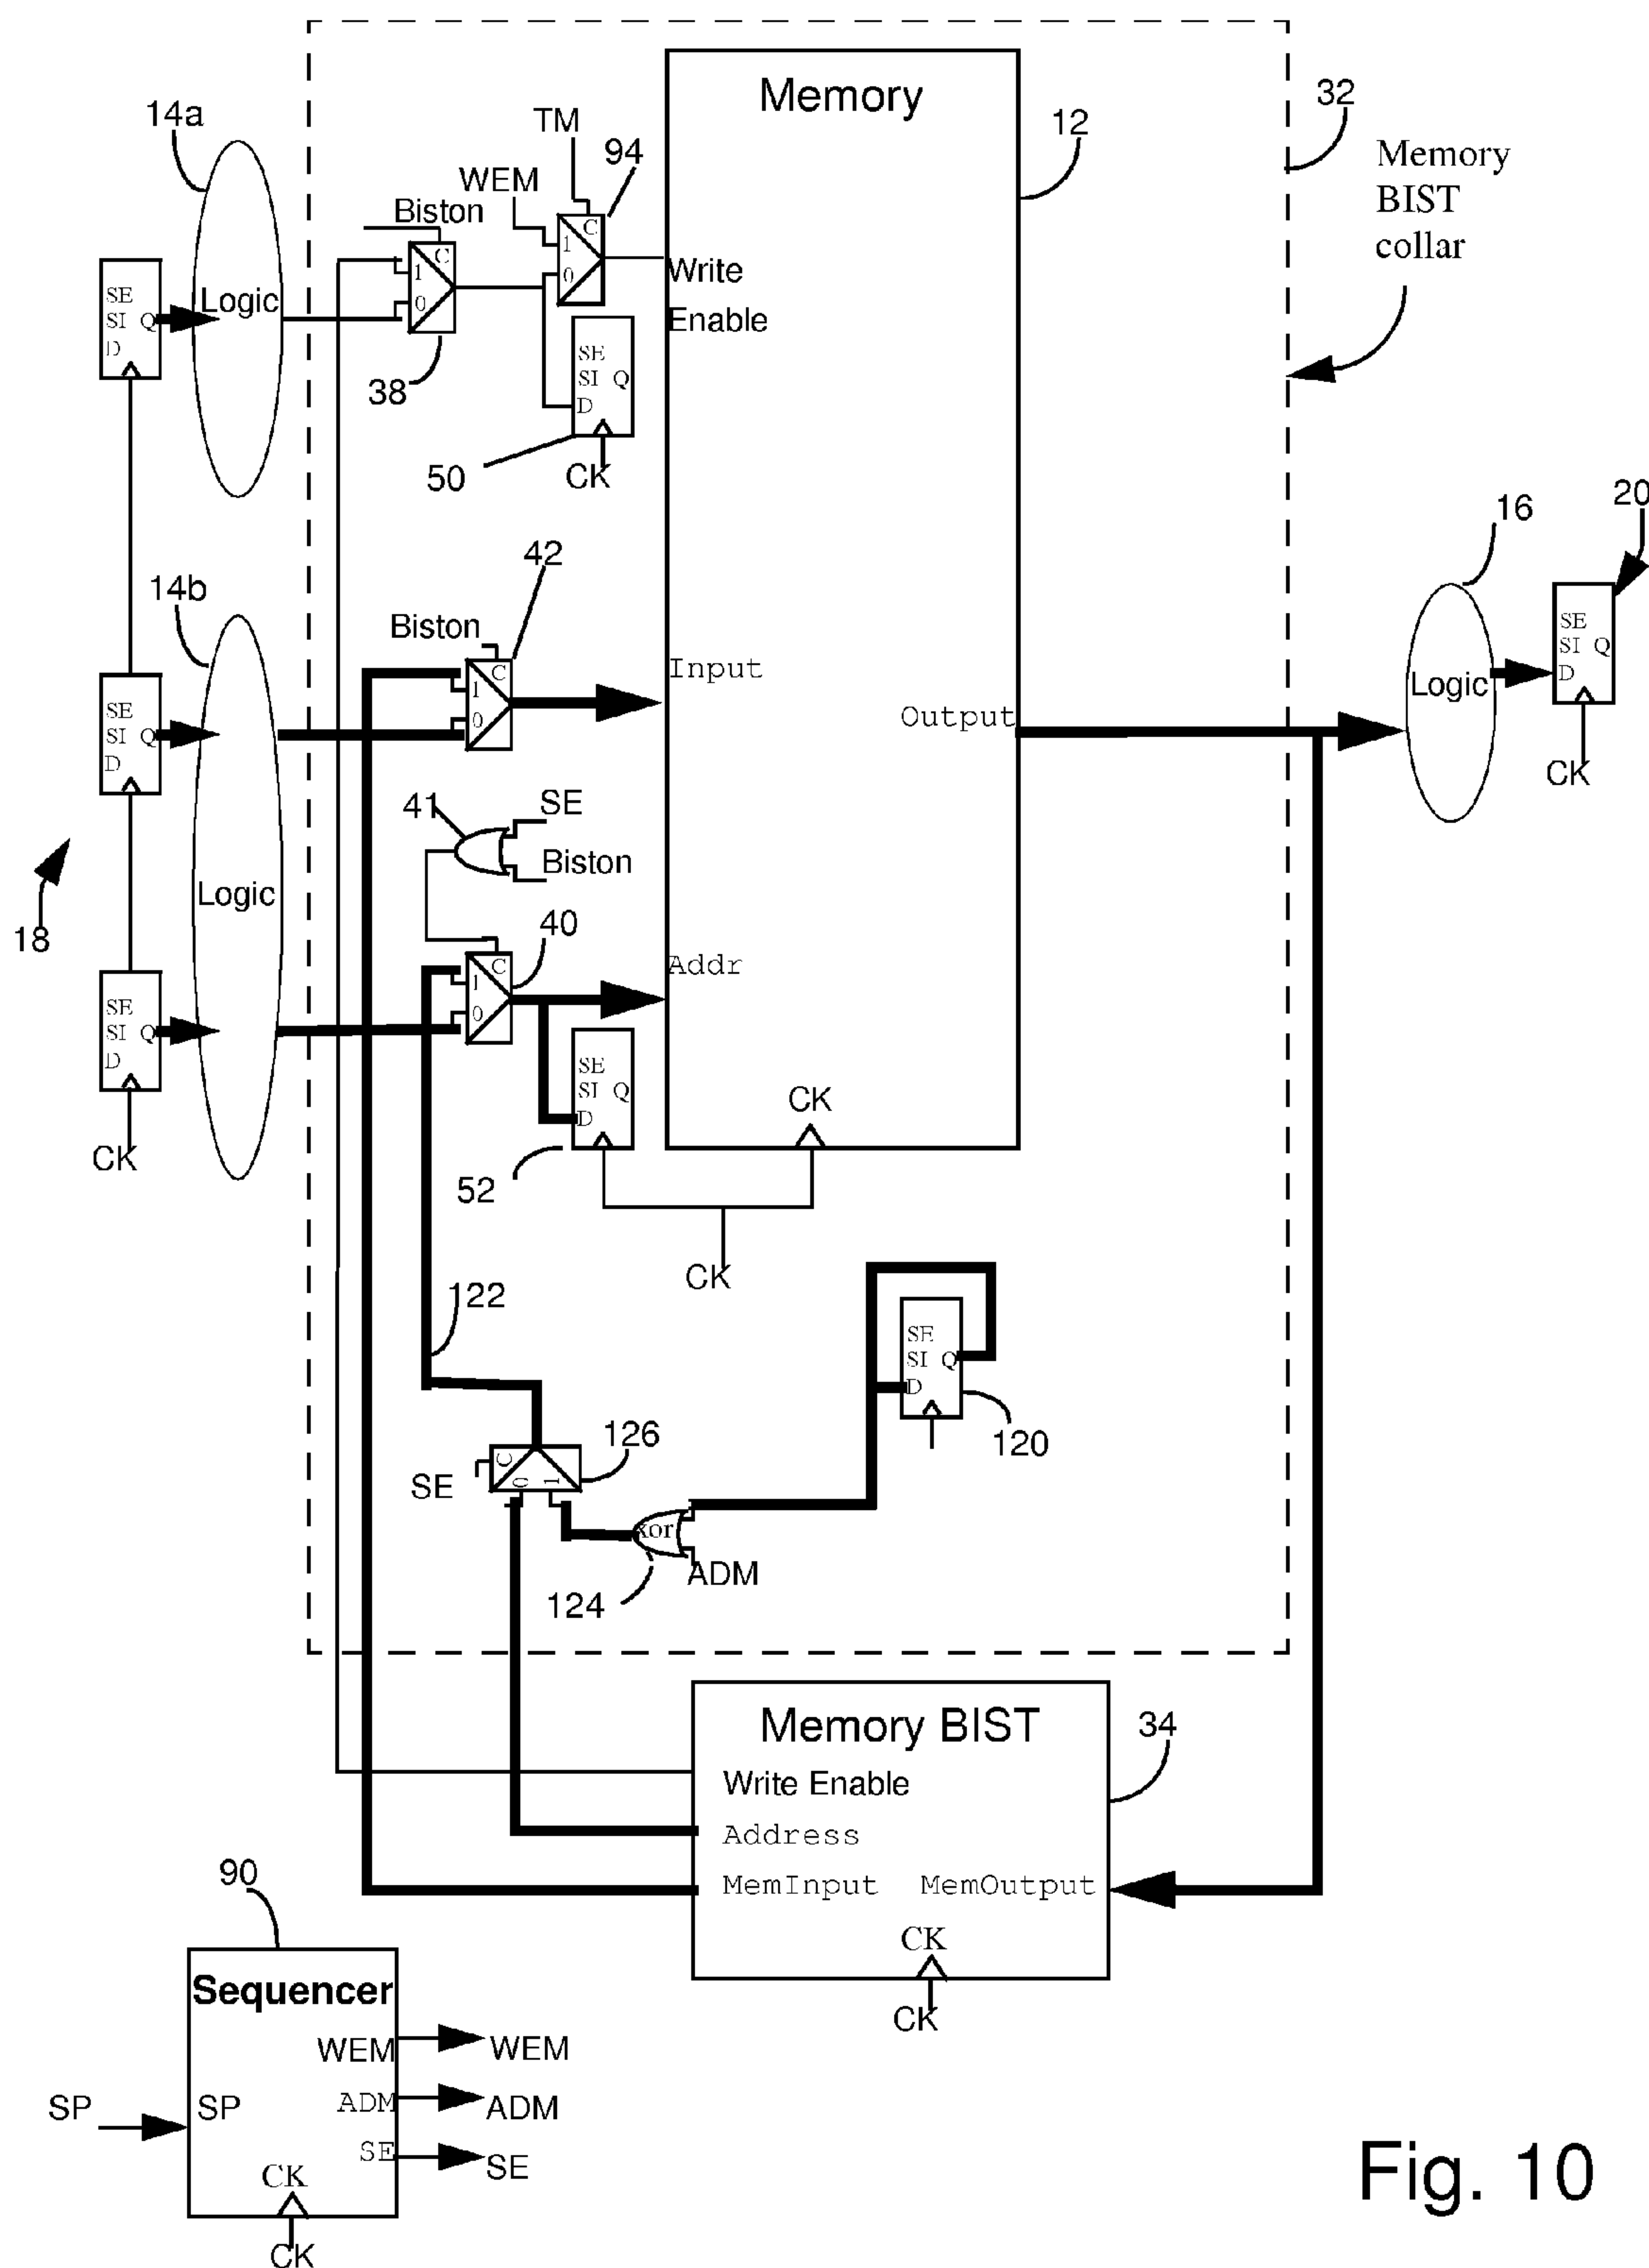 Memory
32
14a
TM
12
94
Memory
BIST
collar
WEM
Biston
C
1
0
C
1
0
Write
Enable
SE
SI Q
D
Logic
38
SE
SI Q
D
50
CK
20
16
42
14b
Biston
C
1
0
Input
Output
SE
SI Q
D
Logic
SE
SI Q
D
CK
SE
SI Q
D
41
SE
Biston
Logic
18
40
C
1
0
Addr
SE
SI Q
D
CK
SE
SI Q
D
CK
52
CK
122
SE
SI Q
D
120
126
C
0
1
SE
xor
ADM
124
Memory BIST
34
Write Enable
Address
MemInput MemOutput
CK
CK
90
Sequencer
WEM WEM
SP SP
ADM ADM
SE SE
CK
CK
Fig. 10